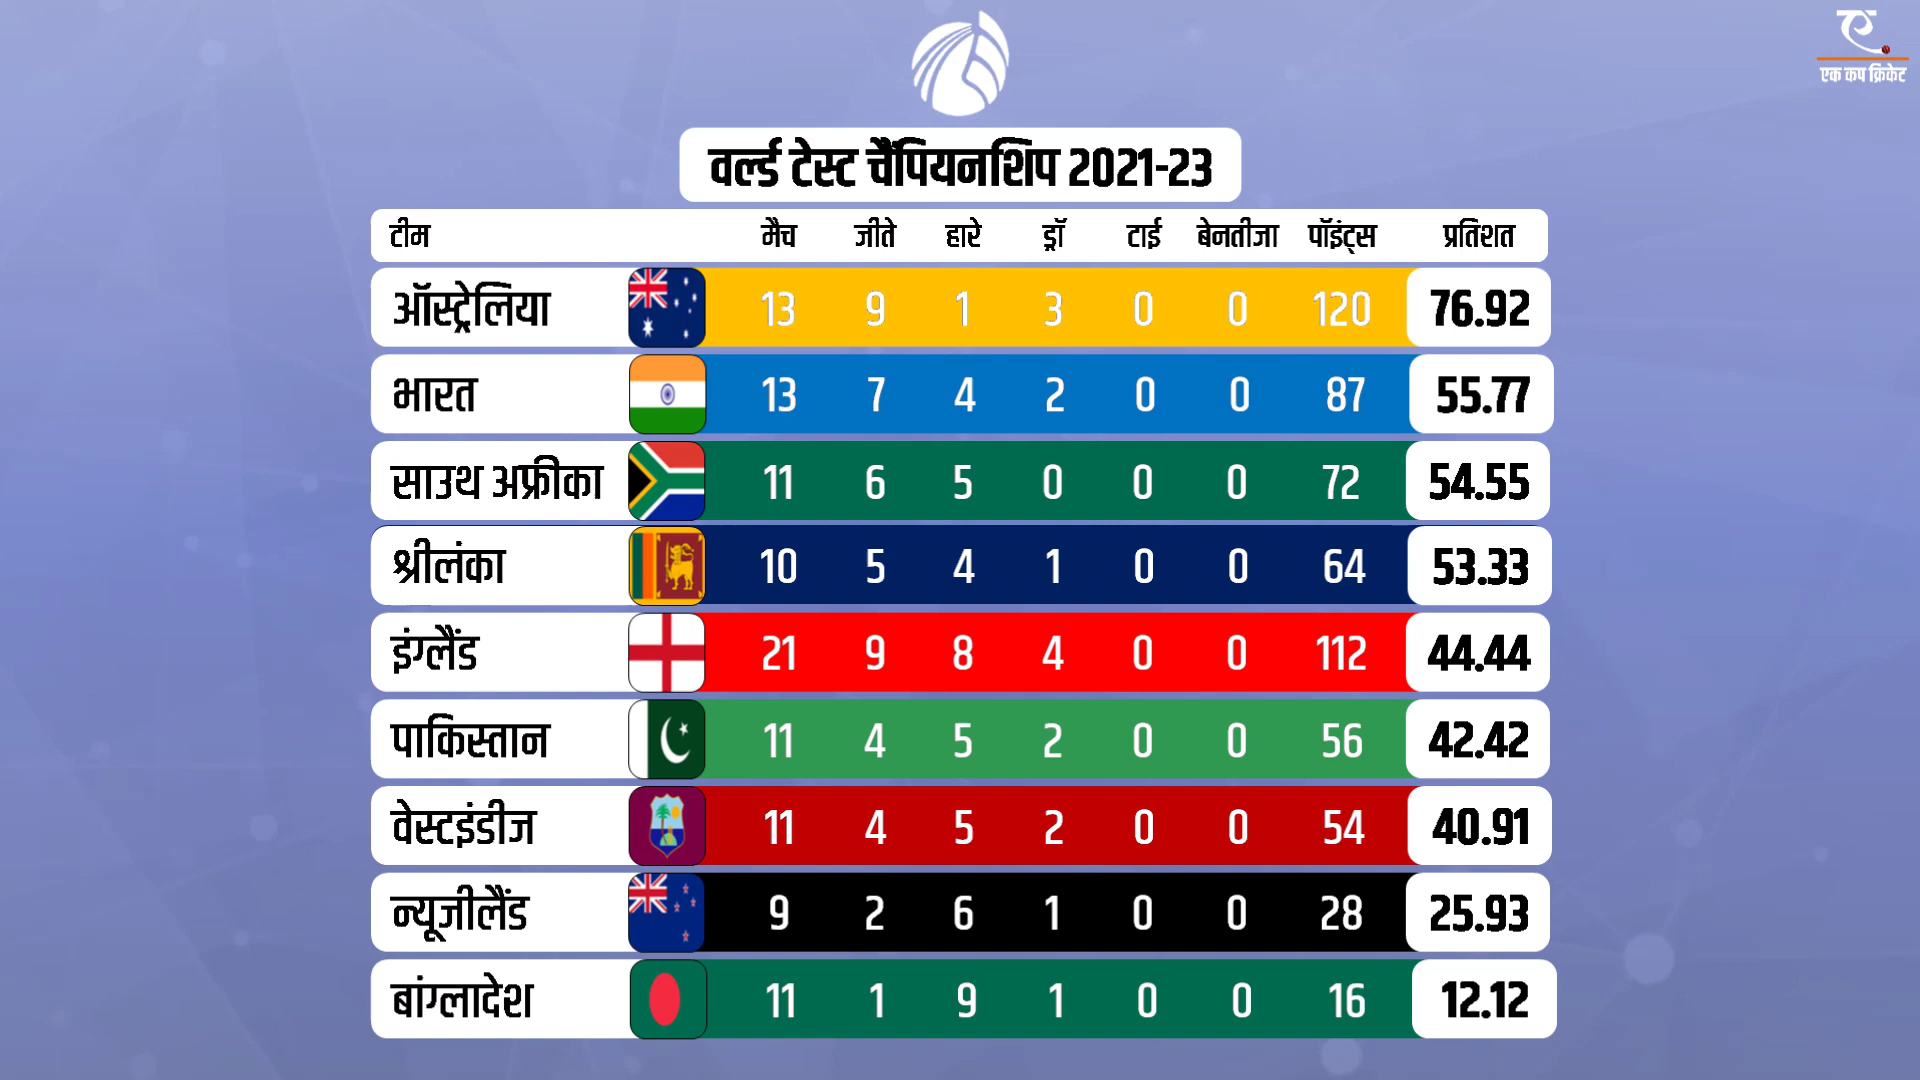 ए
एक कप क्रिकेट
वर्ल्ड टेस्ट चैंपियनशिप 2021-23
टीम मैच जीते हारे ड्रॉ टाई बेनतीजा पॉइंट्स प्रतिशत
ऑस्ट्रेलिया 13 9 1 3 0 0 120 76.92
भारत 13 7 4 2 0 0 87 55.77
साउथ अफ्रीका 11 6 5 0 0 0 72 54.55
श्रीलंका 10 5 4 1 0 0 64 53.33
इंग्लैंड 21 9 8 4 0 0 112 44.44
पाकिस्तान 11 4 5 2 0 0 56 42.42
वेस्टइंडीज 11 4 5 2 0 0 54 40.91
न्यूजीलैंड 9 2 6 1 0 0 28 25.93
बांग्लादेश 11 1 9 1 0 0 16 12.12